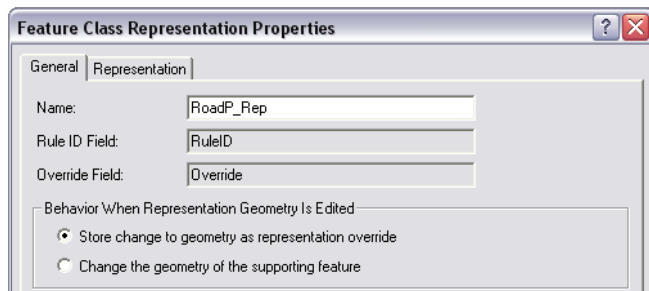 Feature Class Representation Properties
General Representation
Name: RoadP_Rep
Rule ID Field: RuleID
Override Field: Override
Behavior When Representation Geometry Is Edited
Store change to geometry as representation override
Change the geometry of the supporting feature